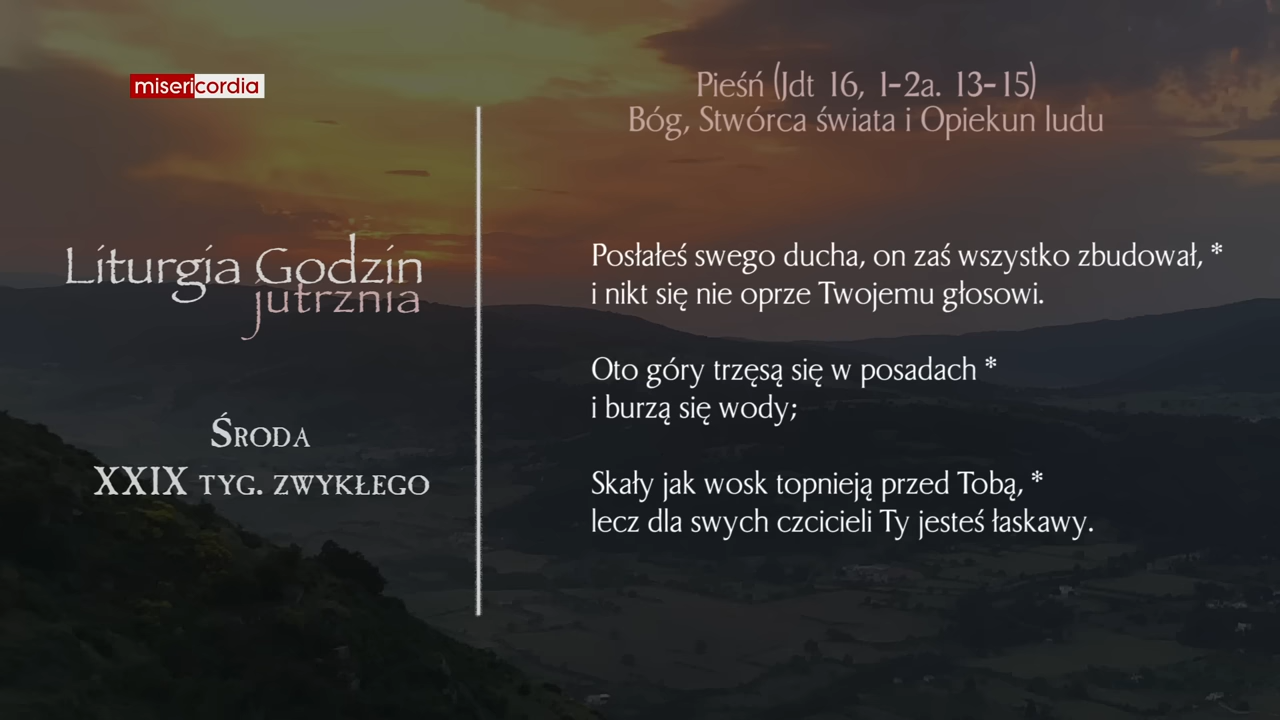 misericordia
Liturgia Godzin
jutrznia
Środa
XXIX tyg. zwykłego
Pieśń (Jdt 16, 1-2a. 13-15)
Bóg, Stwórca świata i Opiekun ludu
Posłałeś swego ducha, on zaś wszystko zbudował, *
i nikt się nie oprze Twojemu głosowi.
Oto góry trzęsą się w posadach *
i burzą się wody;
Skały jak wosk topnieją przed Tobą, *
lecz dla swych czcicieli Ty jesteś łaskawy.